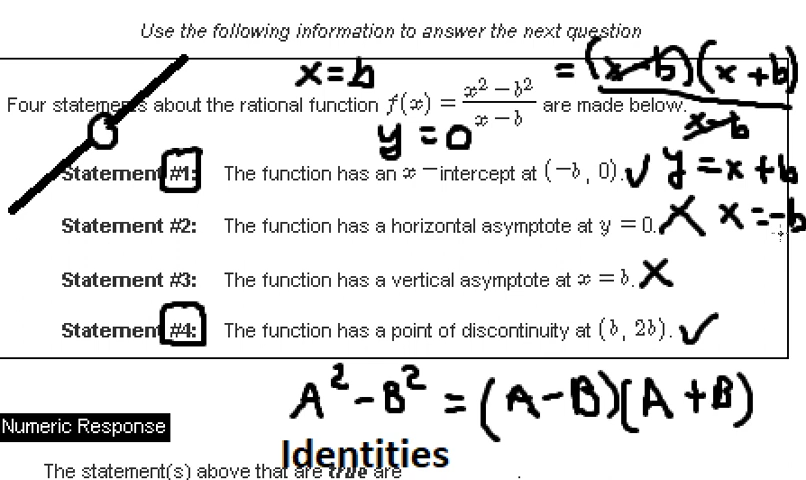 Use the following information to answer the next question
x=b
= (x-b)(x+b)
Four statements about the rational function f(x) = x² − b² / x − b are made below.
x-b
y=0
Statement #1: The function has an x −intercept at (−b, 0). ✓ y=x+b
Statement #2: The function has a horizontal asymptote at y = 0. X x=-b
Statement #3: The function has a vertical asymptote at x = b. X
Statement #4: The function has a point of discontinuity at (b, 2b). ✓
A²-B² = (A-B)(A+B)
Numeric Response
Identities
The statement(s) above that are true are .